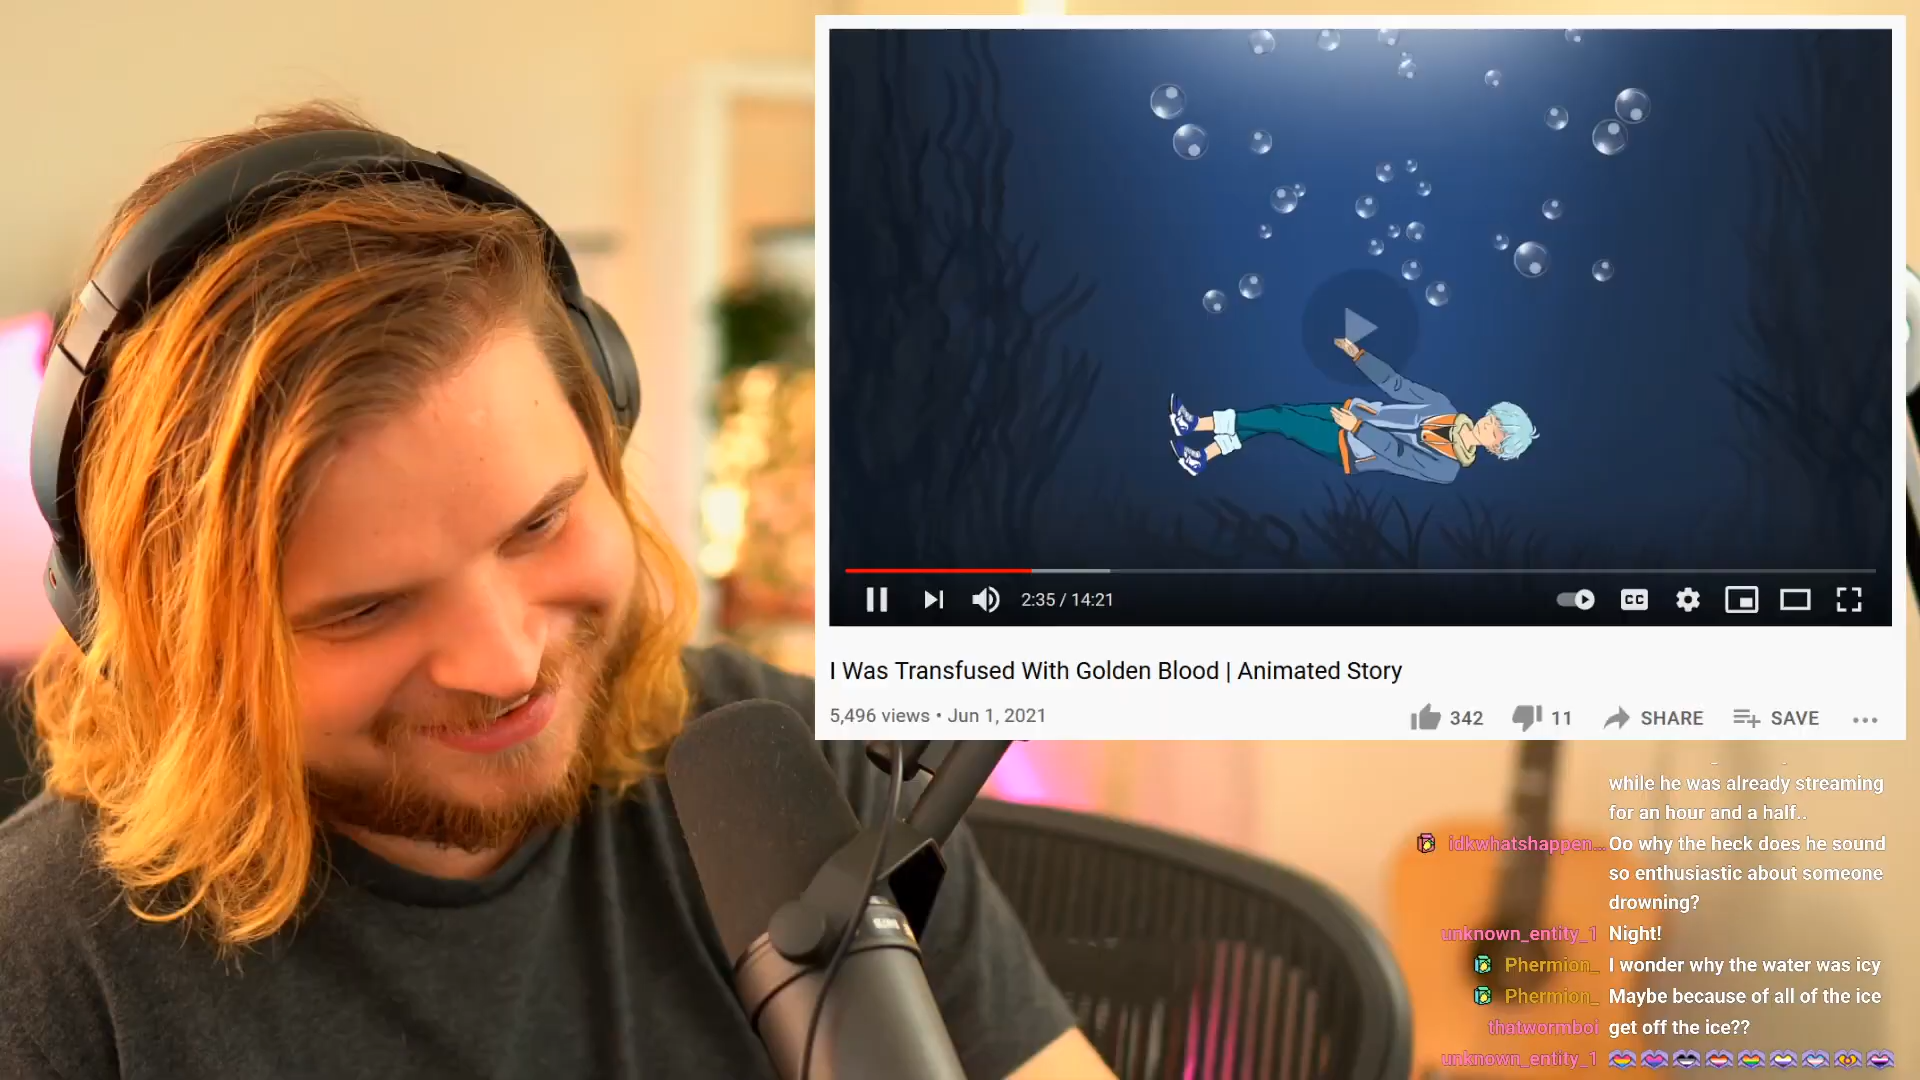 2:35 / 14:21
CC
I Was Transfused With Golden Blood | Animated Story
5,496 views • Jun 1, 2021
342
11
SHARE
SAVE
while he was already streaming
for an hour and a half..
idkwhatshappen... Oo why the heck does he sound
so enthusiastic about someone
drowning?
unknown_entity_1 Night!
Phermion_ I wonder why the water was icy
Phermion_ Maybe because of all of the ice
thatwormboi get off the ice??
unknown_entity_1